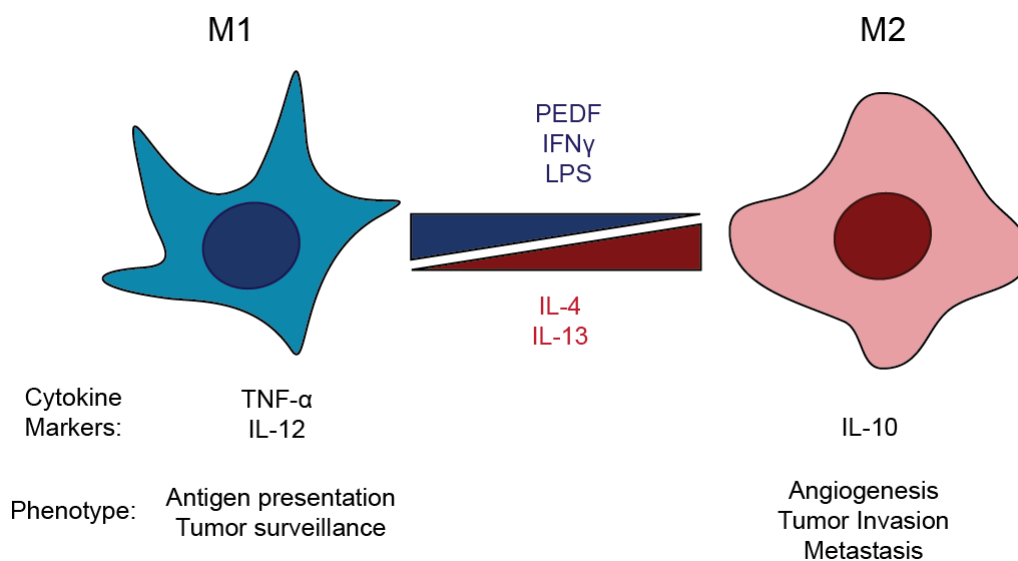 M1
M2
PEDF
IFNγ
LPS
IL-4
IL-13
Cytokine
Markers:
TNF-α
IL-12
IL-10
Phenotype:
Antigen presentation
Tumor surveillance
Angiogenesis
Tumor Invasion
Metastasis